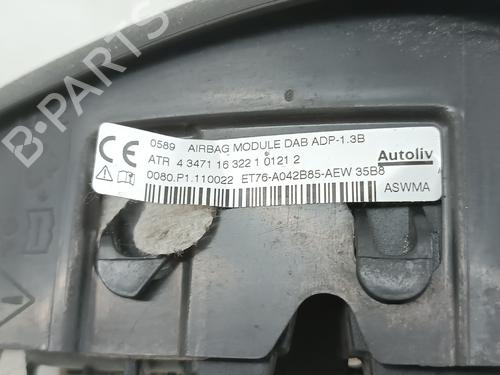 0589 AIRBAG MODULE DAB ADP-1.3B
ATR 4 3471 16 322 1 0121 2
Autoliv
0080.P1.110022 ET76-A042B85-AEW 35B8
ASWMA
B-PARTS